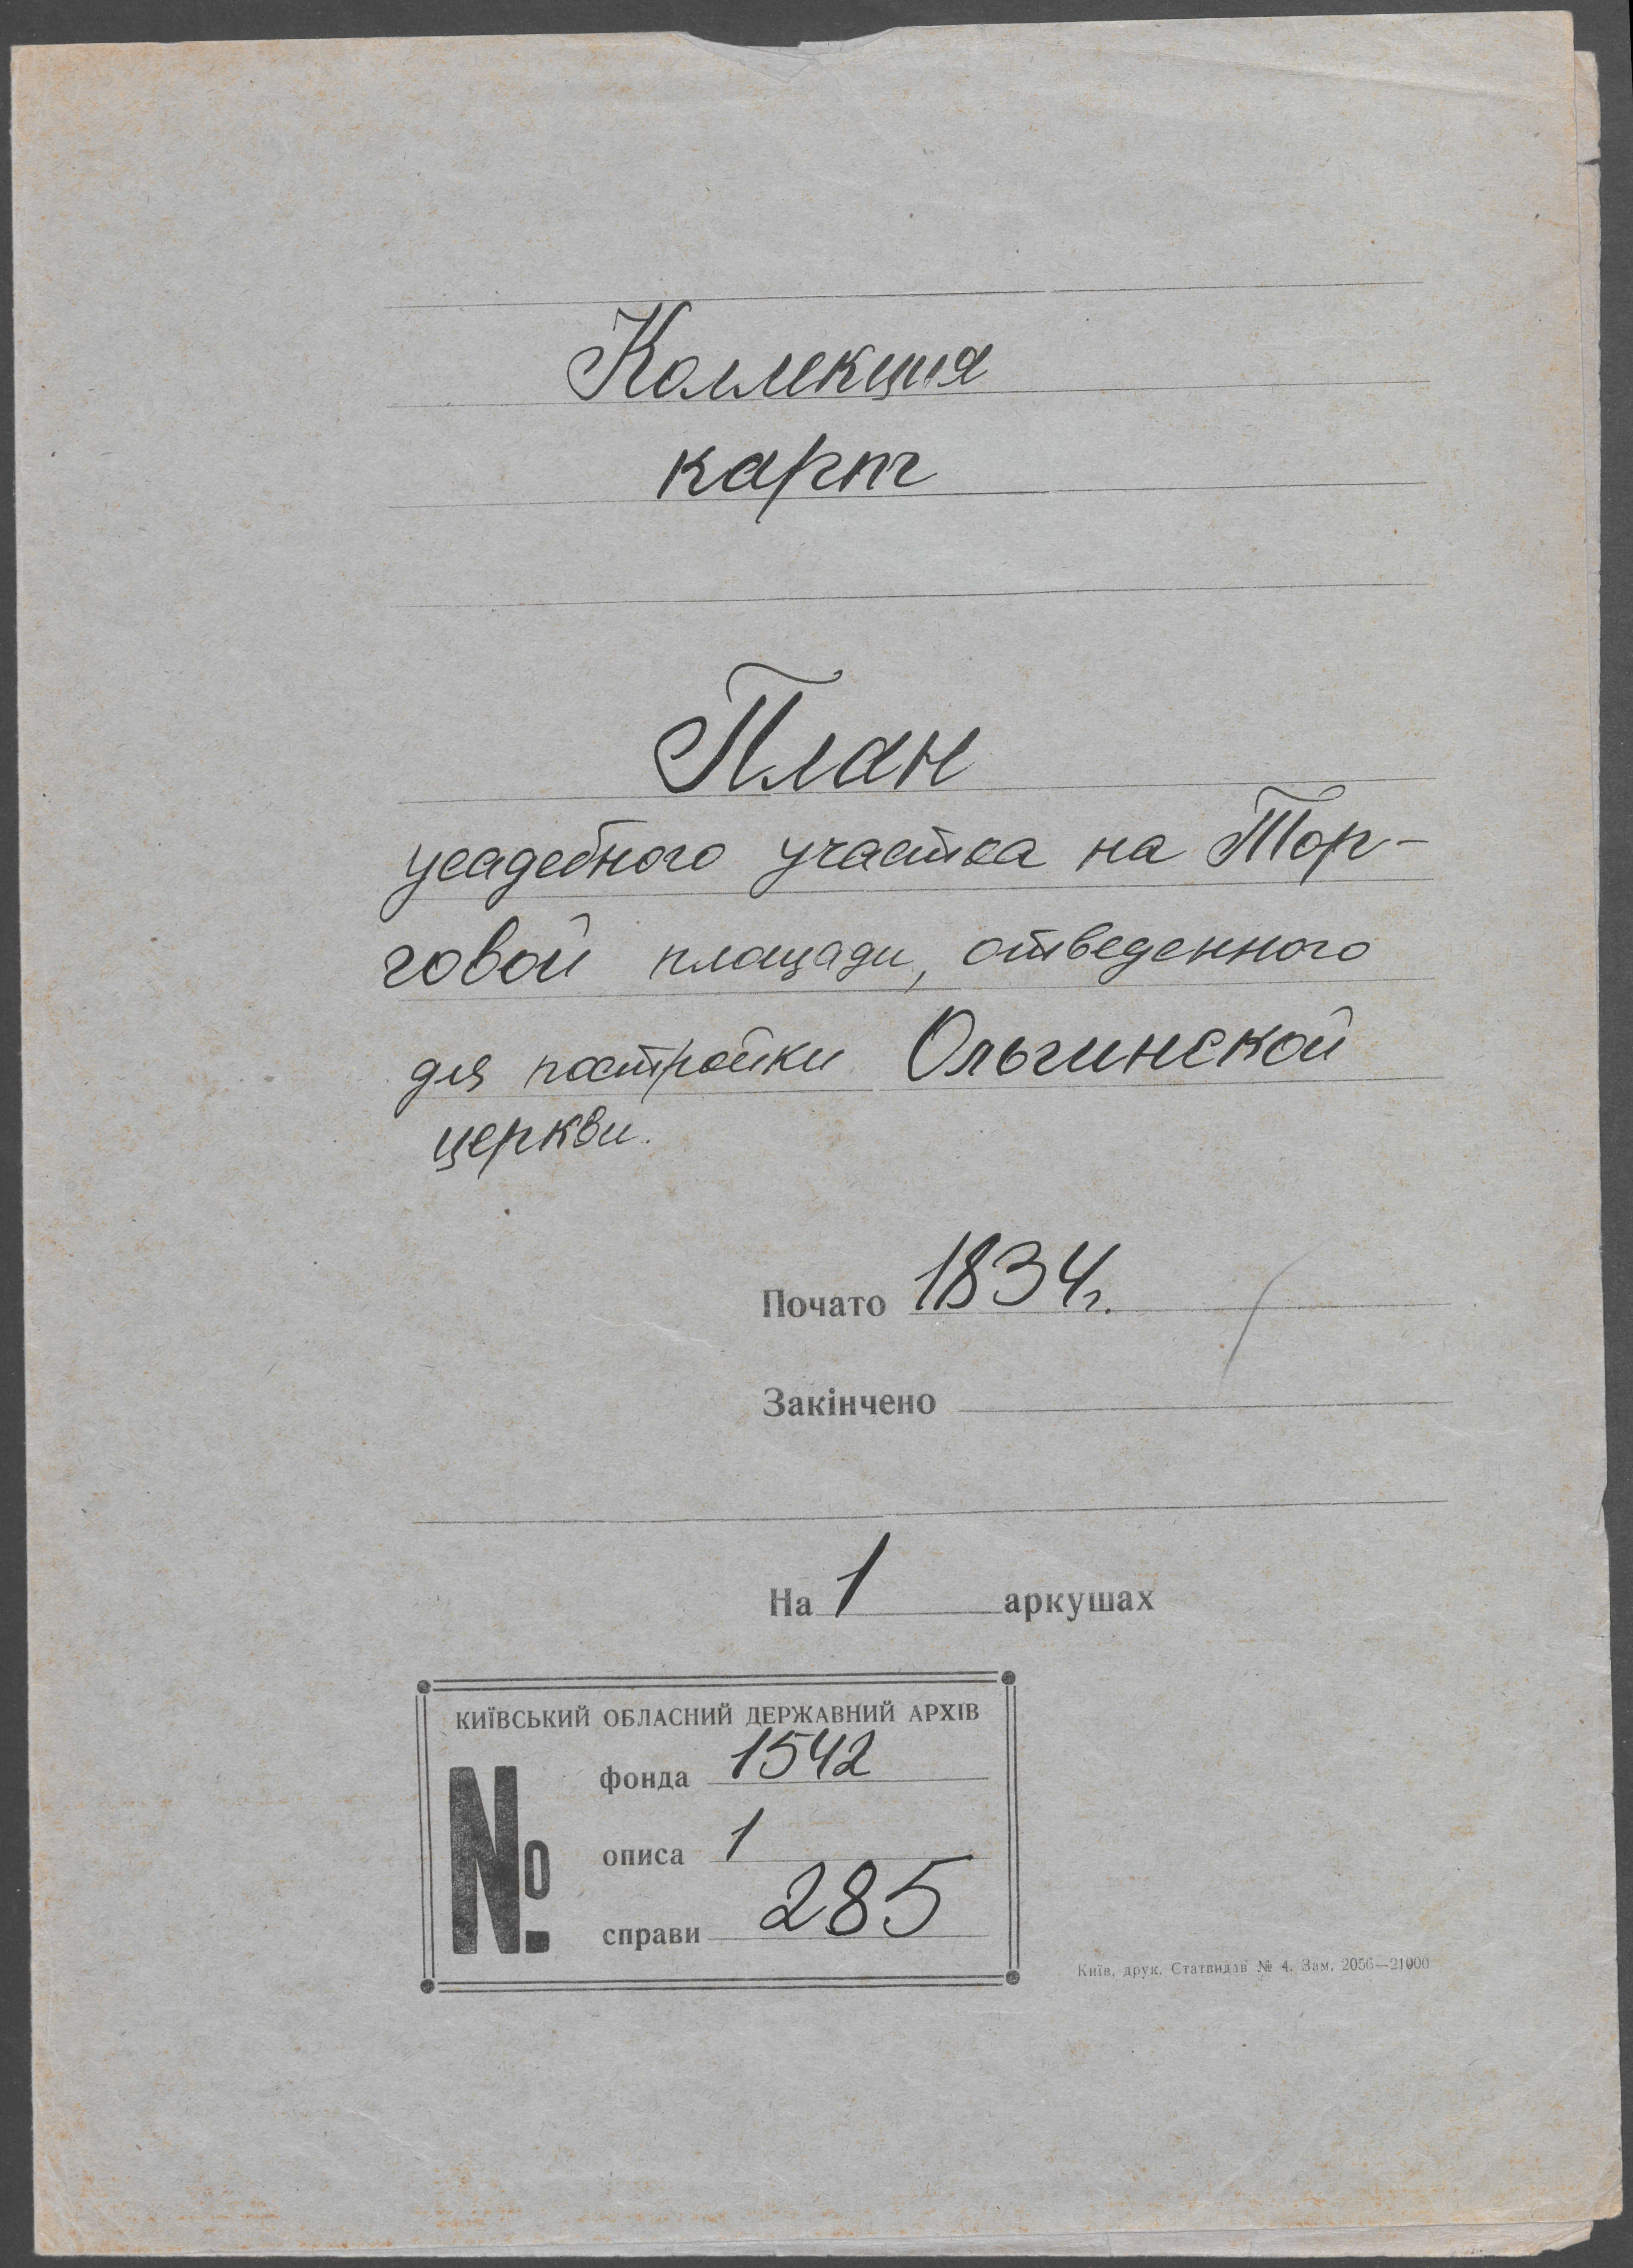 Коллекция
карт
План
усадебного участка на Тор-
говой площади, отведенного
для постройки Ольгинской
церкви.
Почато 1834г.
Закінчено
На 1 аркушах
КИЇВСЬКИЙ ОБЛАСНИЙ ДЕРЖАВНИЙ АРХІВ
№
фонда 1542
описа 1
справи 285
Київ, друк. Статвидав № 4. Зам. 2056—21000